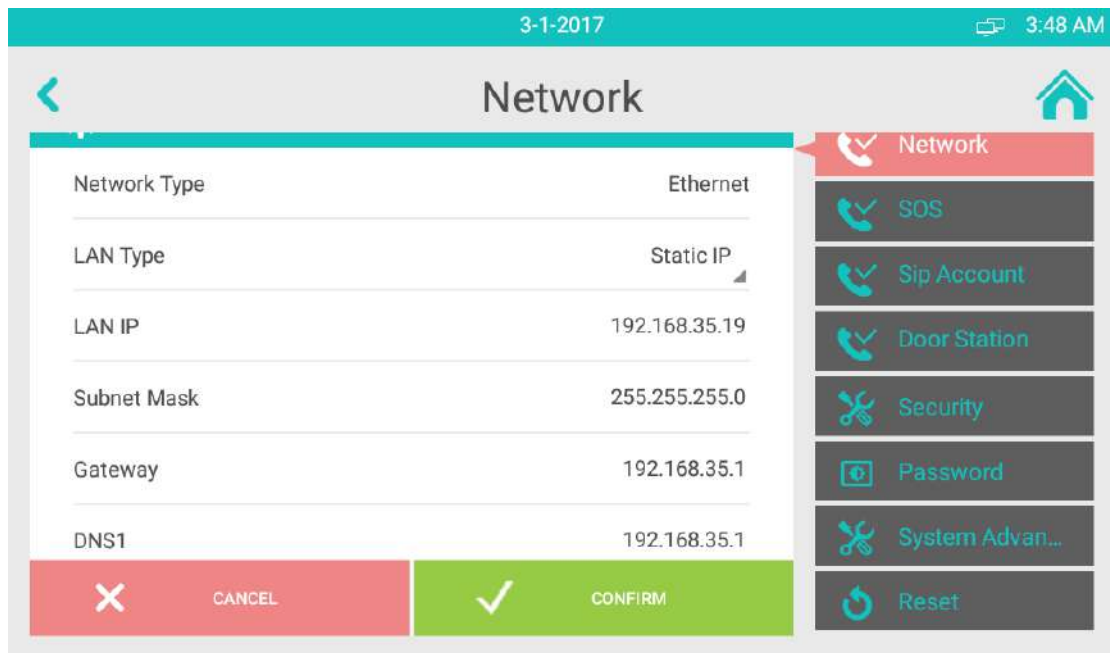 3-1-2017
3:48 AM
Network
Network Type Ethernet
LAN Type Static IP
LAN IP 192.168.35.19
Subnet Mask 255.255.255.0
Gateway 192.168.35.1
DNS1 192.168.35.1
CANCEL
CONFIRM
Network
SOS
Sip Account
Door Station
Security
Password
System Advan...
Reset